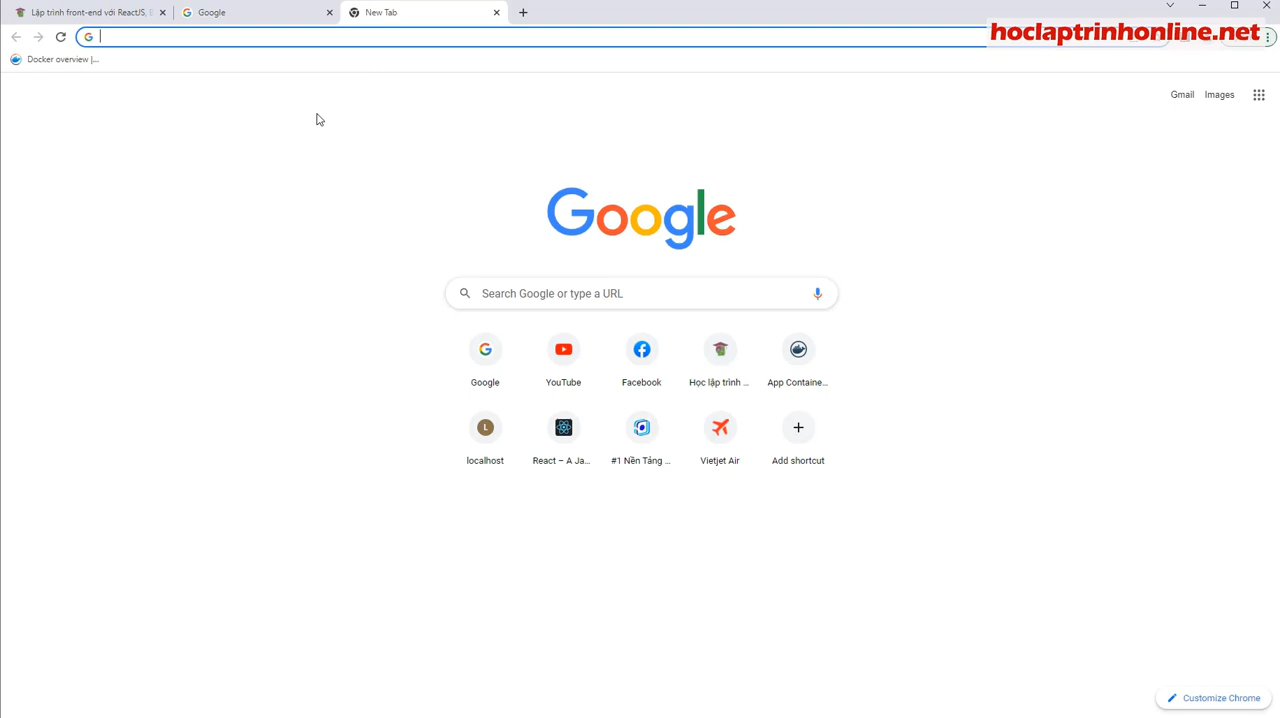 Lập trình front-end với ReactJS, E
Google
New Tab
hoclaptrinhonline.net
Docker overview |...
Gmail
Images
Google
Search Google or type a URL
Google
YouTube
Facebook
Học lập trình ...
App Containe...
L
localhost
React – A Ja...
#1 Nền Tảng ...
Vietjet Air
Add shortcut
Customize Chrome